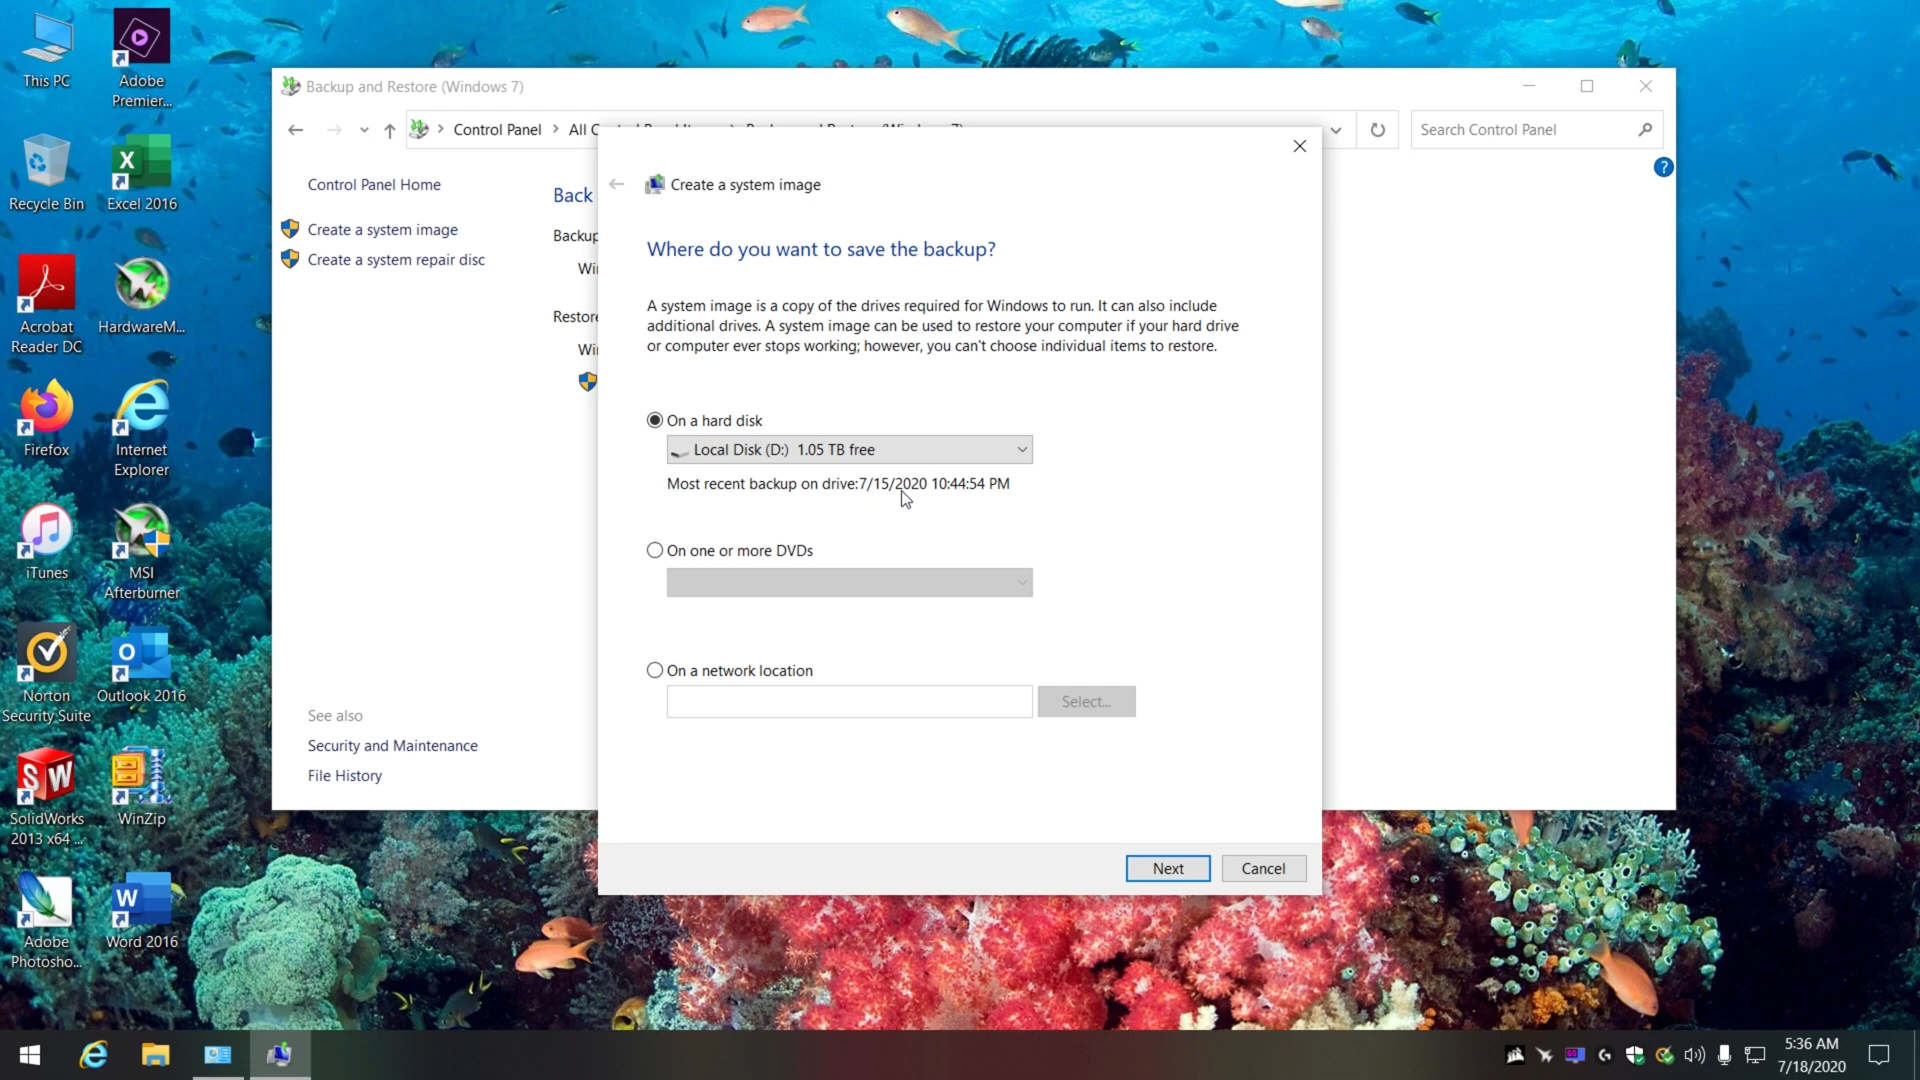 This PC
Adobe
Premier...
Recycle Bin
Excel 2016
Acrobat
Reader DC
HardwareM...
Firefox
Internet
Explorer
iTunes
MSI
Afterburner
Norton
Security Suite
Outlook 2016
SolidWorks
2013 x64 ...
WinZip
Adobe
Photosho...
Word 2016
Backup and Restore (Windows 7)
Control Panel
Search Control Panel
Control Panel Home
Create a system image
Create a system repair disc
Back
Backup
Restore
See also
Security and Maintenance
File History
Create a system image
Where do you want to save the backup?
A system image is a copy of the drives required for Windows to run. It can also include
additional drives. A system image can be used to restore your computer if your hard drive
or computer ever stops working; however, you can't choose individual items to restore.
On a hard disk
Local Disk (D:) 1.05 TB free
Most recent backup on drive:7/15/2020 10:44:54 PM
On one or more DVDs
On a network location
Select...
Next
Cancel
5:36 AM
7/18/2020